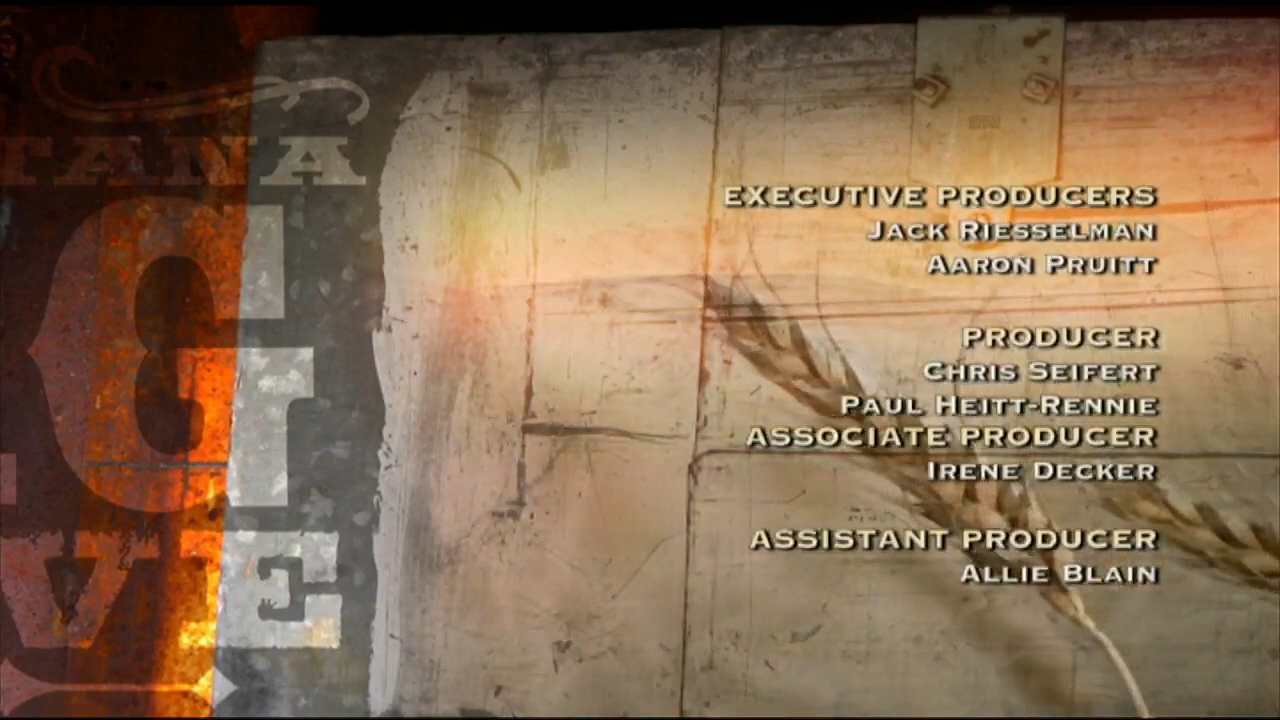 TANA
G
VE
EXECUTIVE PRODUCERS
JACK RIESSELMAN
AARON PRUITT
PRODUCER
CHRIS SEIFERT
PAUL HEITT-RENNIE
ASSOCIATE PRODUCER
IRENE DECKER
ASSISTANT PRODUCER
ALLIE BLAIN